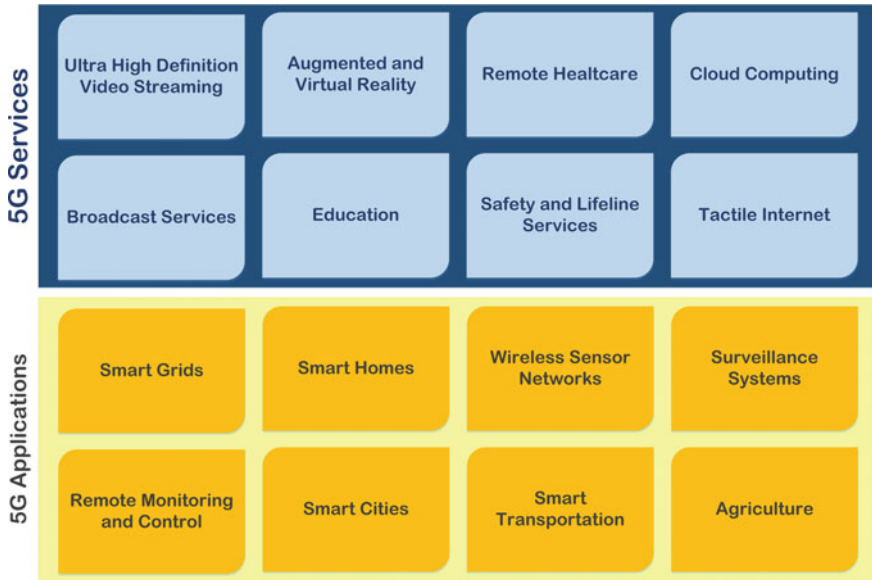 5G Services
Ultra High Definition
Video Streaming
Augmented and
Virtual Reality
Remote Healtcare
Cloud Computing
Broadcast Services
Education
Safety and Lifeline
Services
Tactile Internet
5G Applications
Smart Grids
Smart Homes
Wireless Sensor
Networks
Surveillance
Systems
Remote Monitoring
and Control
Smart Cities
Smart
Transportation
Agriculture